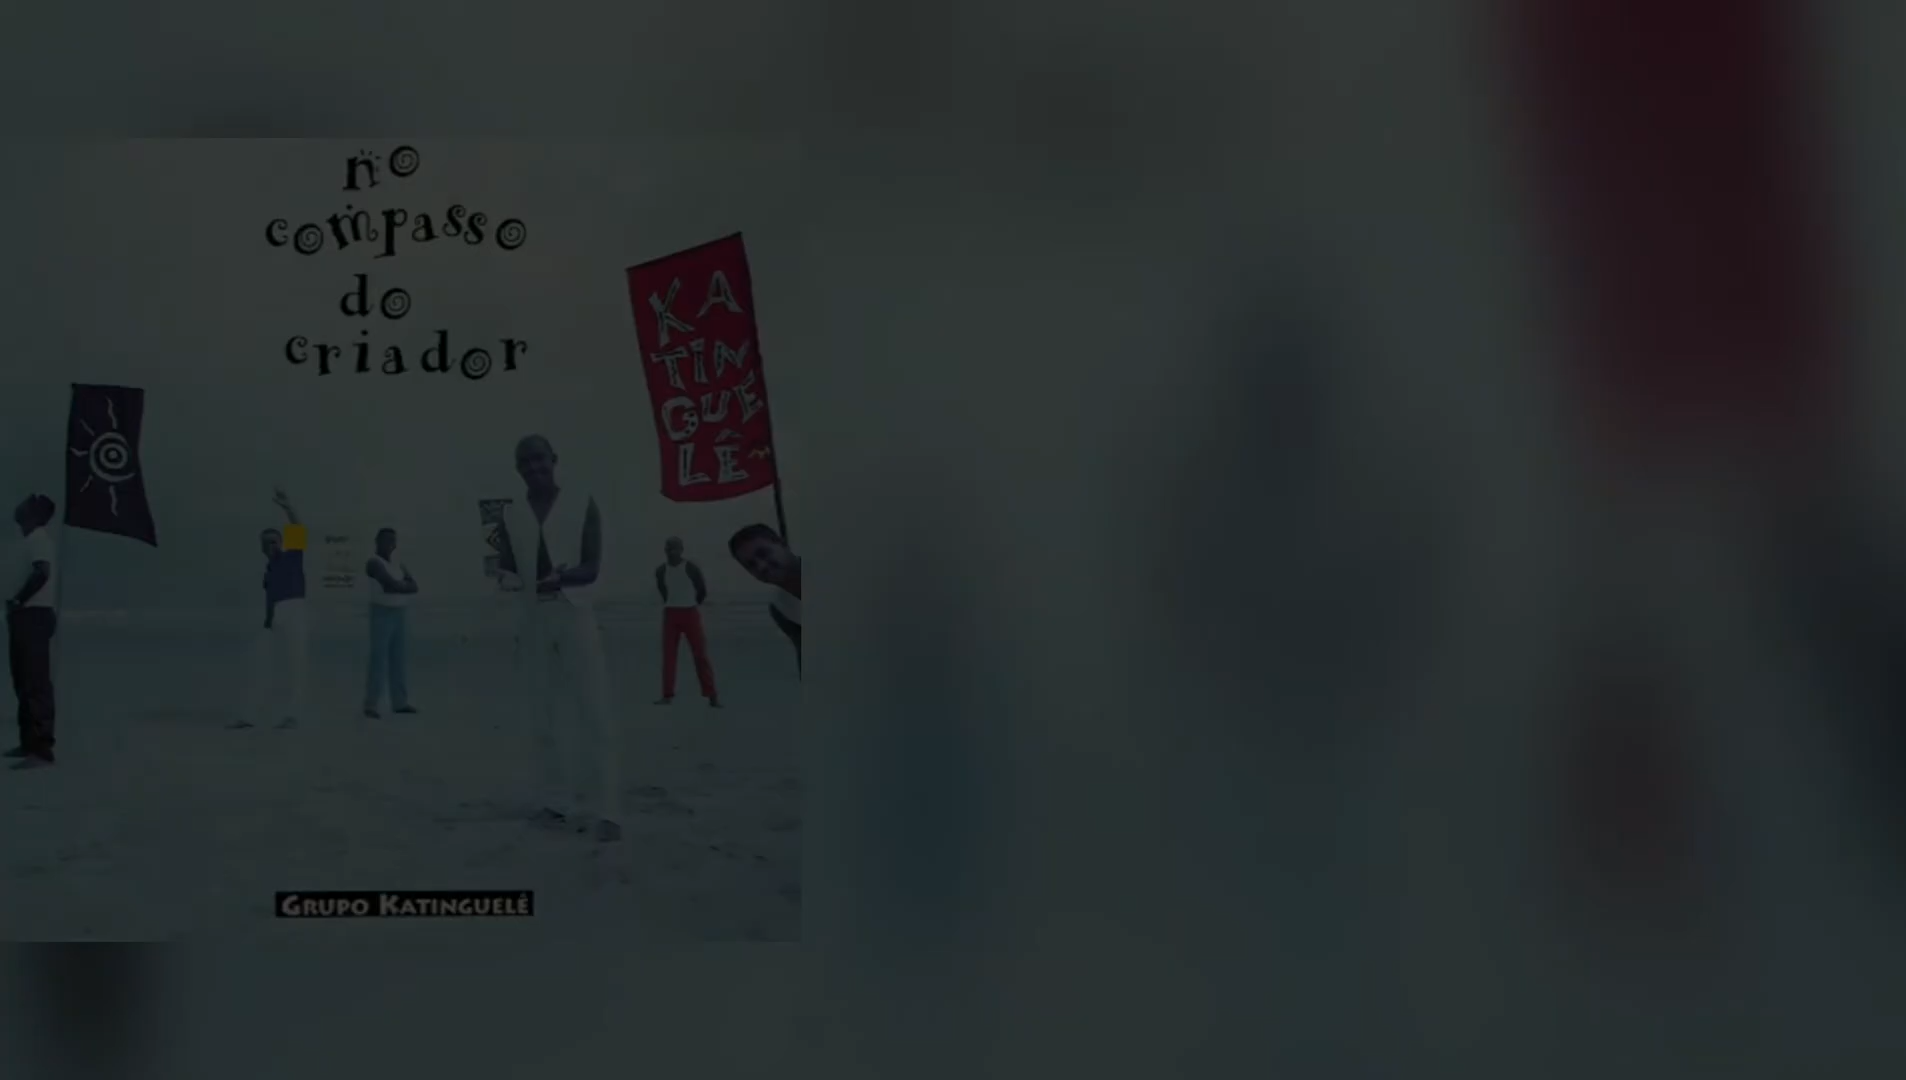 no
compasso
do
criador
KA
TIN
GUE
LÊ
GRUPO KATINGUELÊ